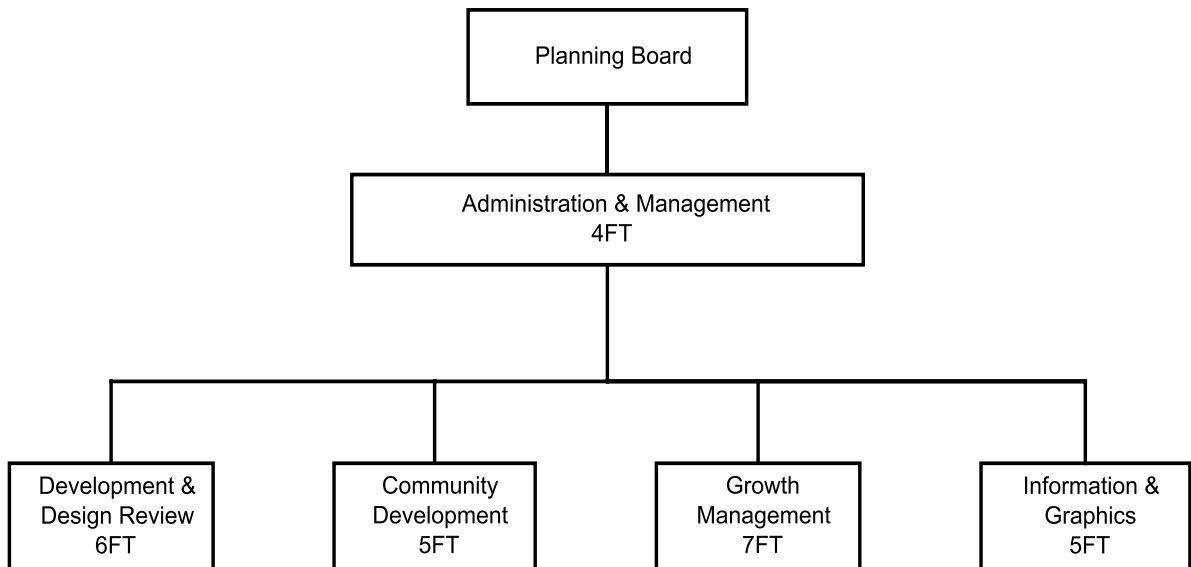 Planning Board
Administration & Management
4FT
Development &
Design Review
6FT
Community
Development
5FT
Growth
Management
7FT
Information &
Graphics
5FT